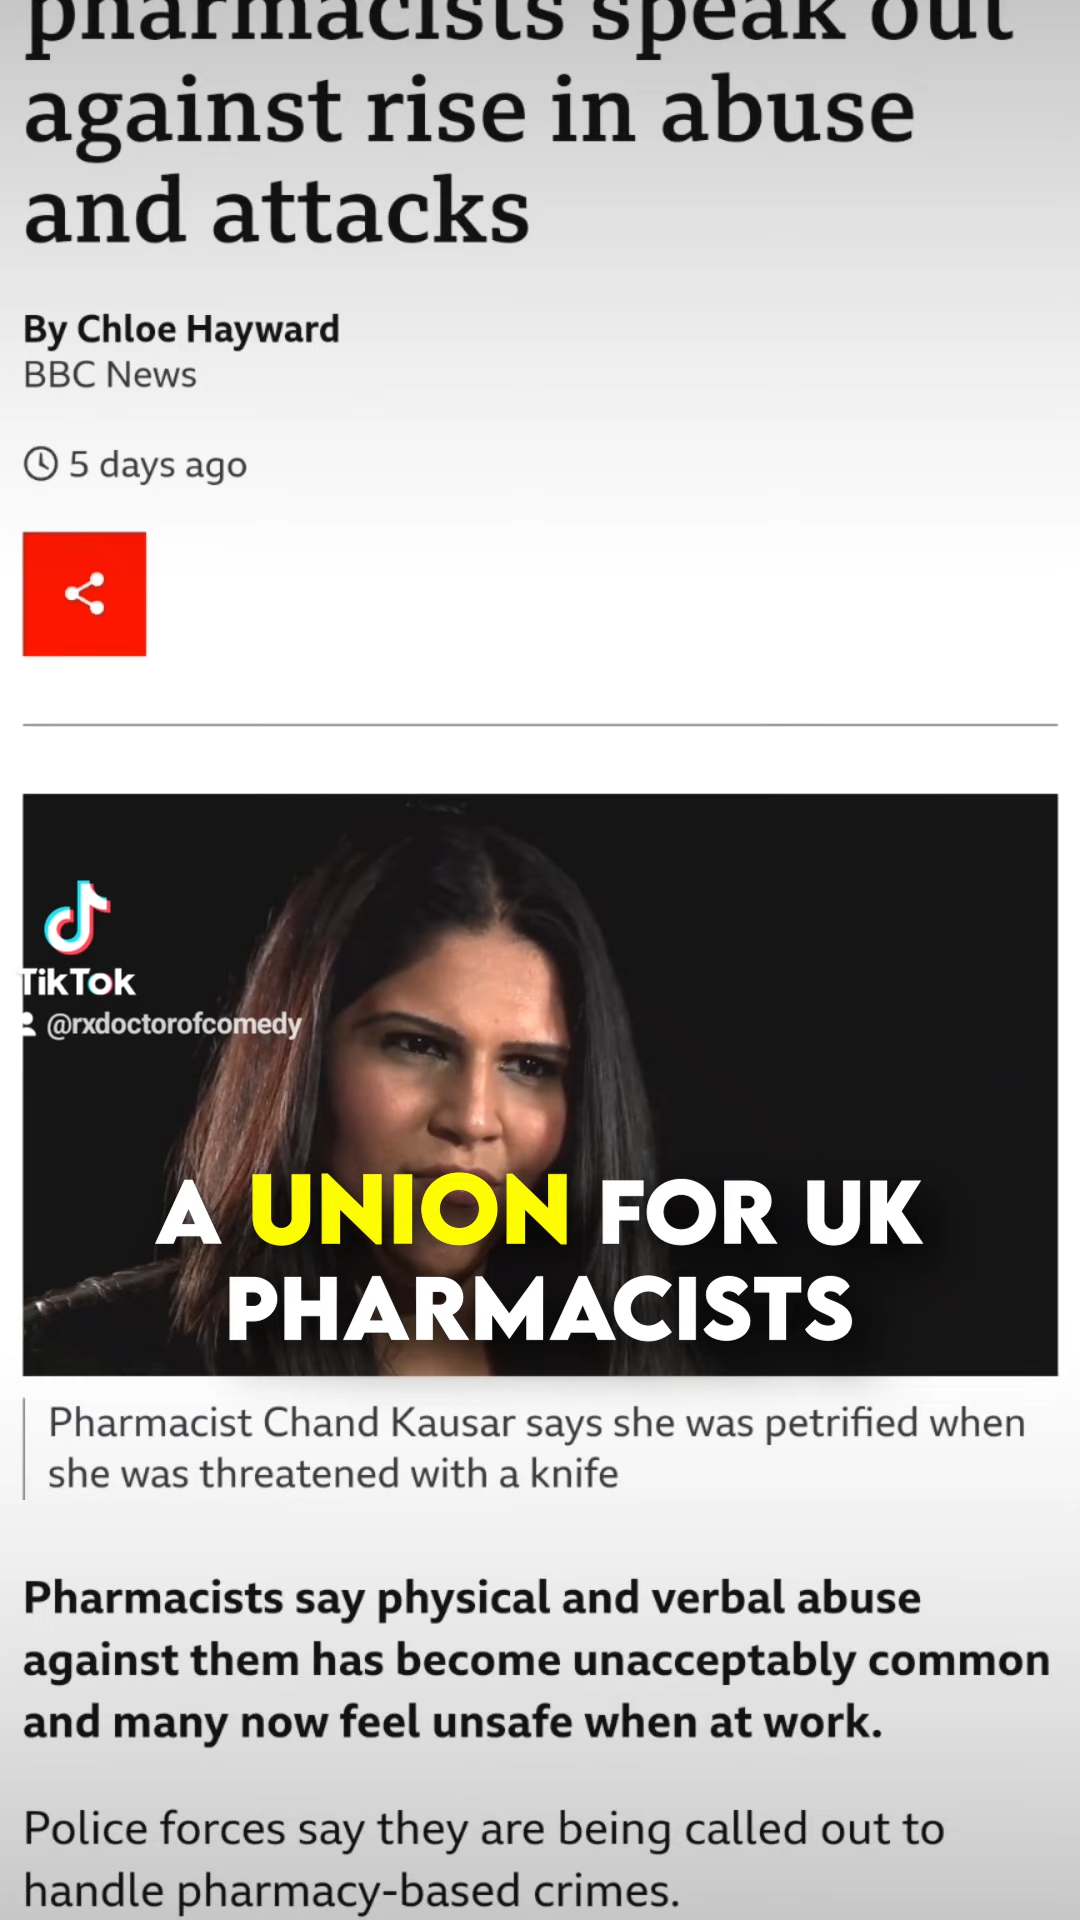 pharmacists speak out
against rise in abuse
and attacks
By Chloe Hayward
BBC News
5 days ago
TikTok
@rxdoctorofcomedy
A UNION FOR UK
PHARMACISTS
Pharmacist Chand Kausar says she was petrified when
she was threatened with a knife
Pharmacists say physical and verbal abuse
against them has become unacceptably common
and many now feel unsafe when at work.
Police forces say they are being called out to
handle pharmacy-based crimes.